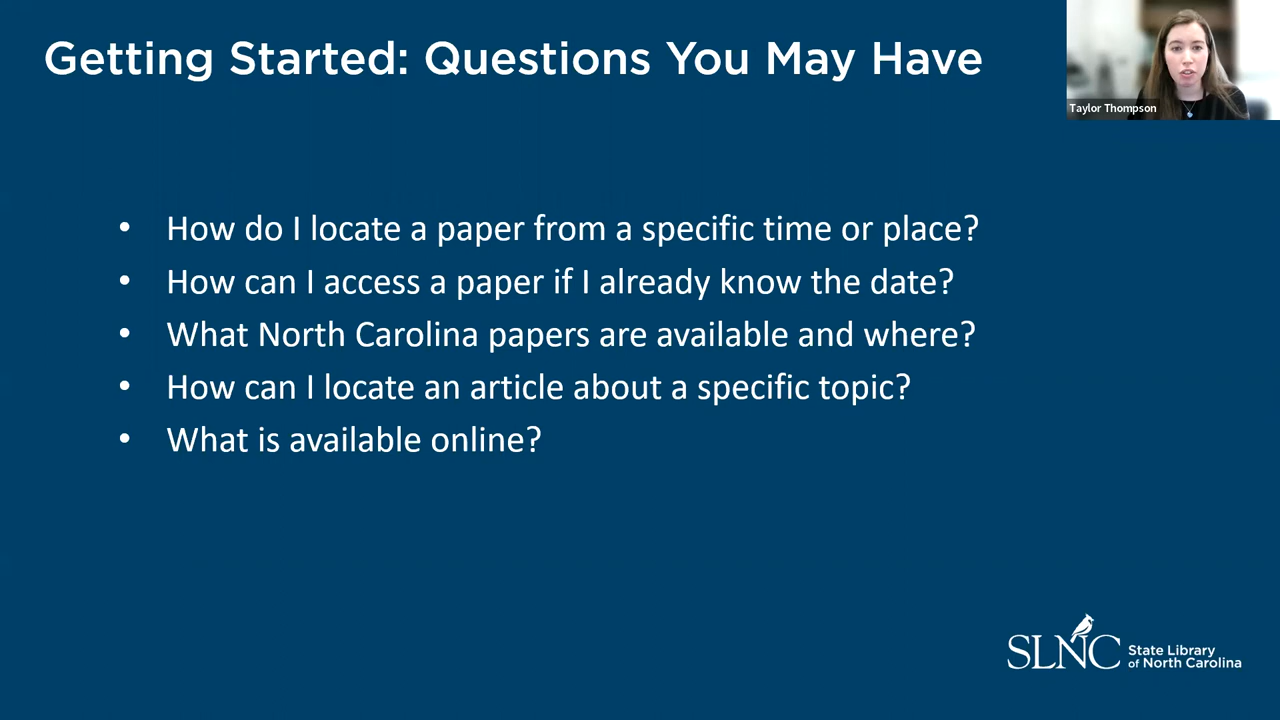 Getting Started: Questions You May Have
Taylor Thompson
• How do I locate a paper from a specific time or place?
• How can I access a paper if I already know the date?
• What North Carolina papers are available and where?
• How can I locate an article about a specific topic?
• What is available online?
SLNC State Library
of North Carolina